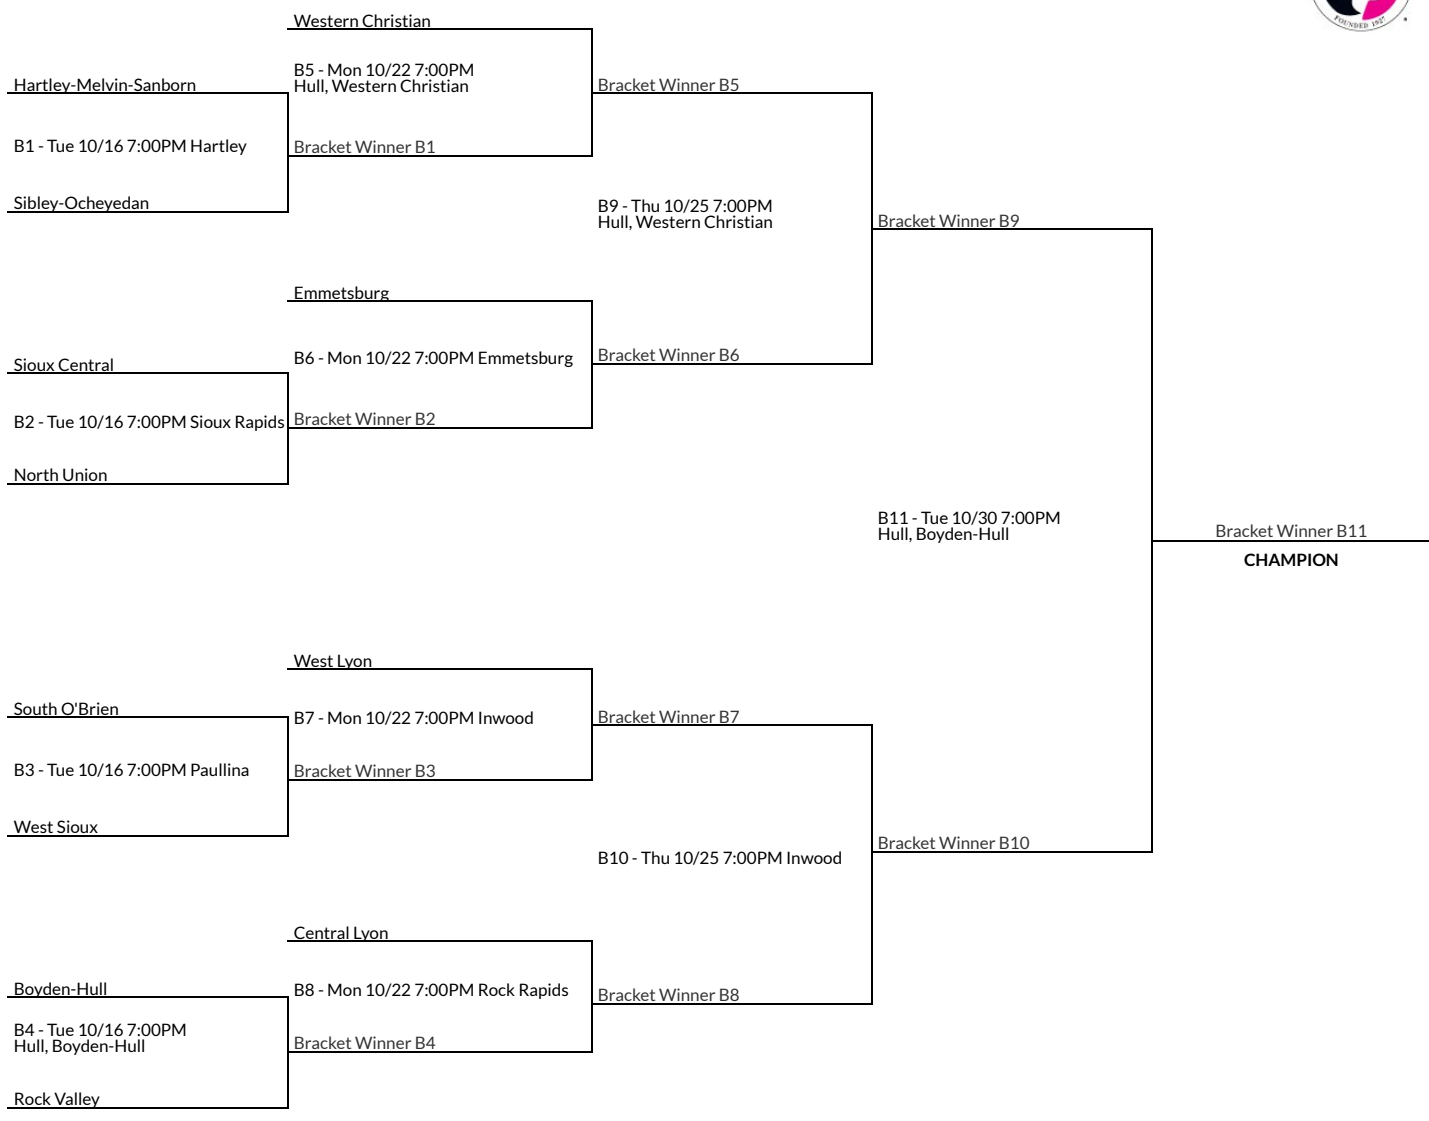 FOUNDED 1927
Western Christian
B5 - Mon 10/22 7:00PM
Hull, Western Christian
Hartley-Melvin-Sanborn
Bracket Winner B5
B1 - Tue 10/16 7:00PM Hartley
Bracket Winner B1
Sibley-Ocheyedan
B9 - Thu 10/25 7:00PM
Hull, Western Christian
Bracket Winner B9
Emmetsburg
Sioux Central
B6 - Mon 10/22 7:00PM Emmetsburg
Bracket Winner B6
B2 - Tue 10/16 7:00PM Sioux Rapids
Bracket Winner B2
North Union
B11 - Tue 10/30 7:00PM
Hull, Boyden-Hull
Bracket Winner B11
CHAMPION
West Lyon
South O'Brien
B7 - Mon 10/22 7:00PM Inwood
Bracket Winner B7
B3 - Tue 10/16 7:00PM Paullina
Bracket Winner B3
West Sioux
B10 - Thu 10/25 7:00PM Inwood
Bracket Winner B10
Central Lyon
Boyden-Hull
B8 - Mon 10/22 7:00PM Rock Rapids
Bracket Winner B8
B4 - Tue 10/16 7:00PM
Hull, Boyden-Hull
Bracket Winner B4
Rock Valley